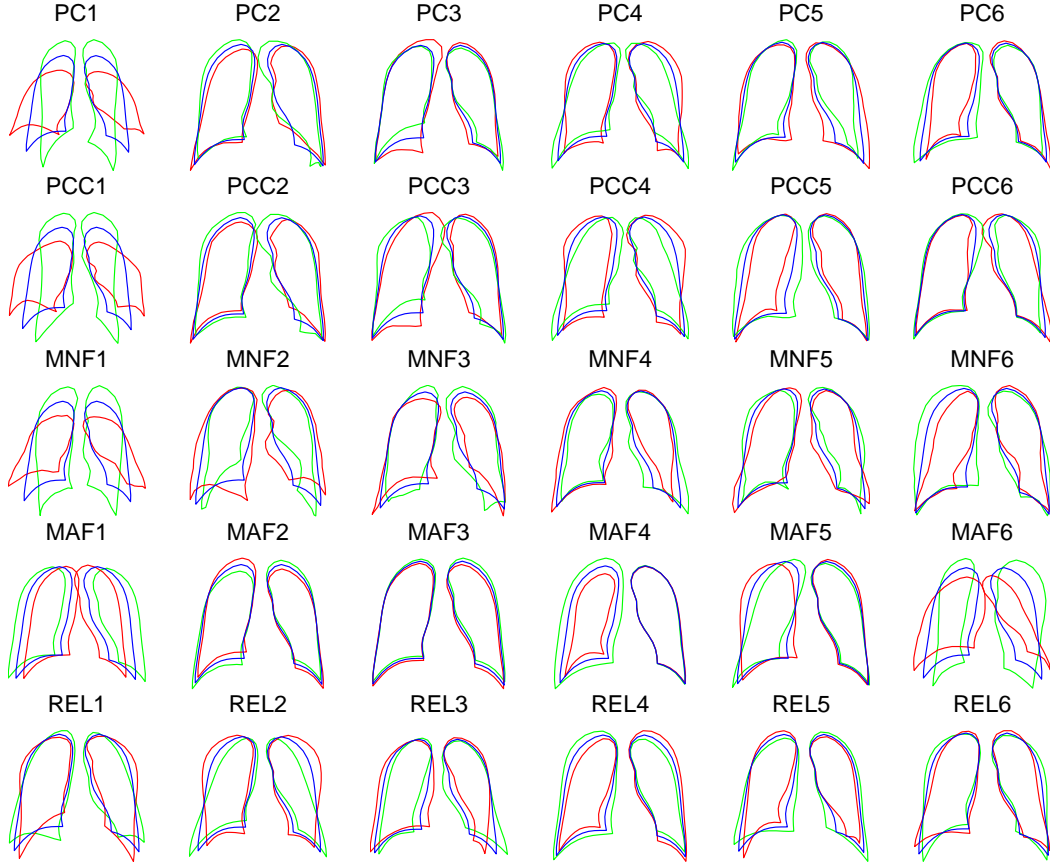 PC1 PC2 PC3 PC4 PC5 PC6
PCC1 PCC2 PCC3 PCC4 PCC5 PCC6
MNF1 MNF2 MNF3 MNF4 MNF5 MNF6
MAF1 MAF2 MAF3 MAF4 MAF5 MAF6
REL1 REL2 REL3 REL4 REL5 REL6